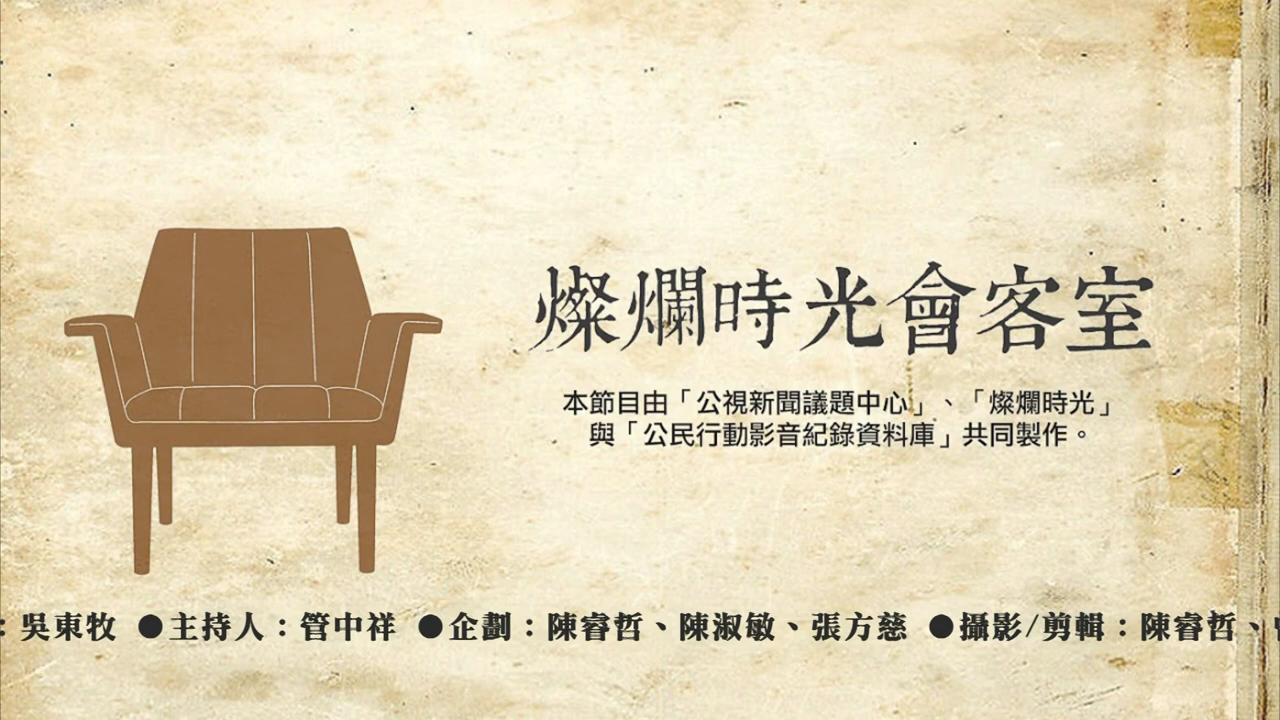 燦爛時光會客室
本節目由「公視新聞議題中心」、「燦爛時光」
與「公民行動影音紀錄資料庫」共同製作。
：吳東牧 ●主持人：管中祥 ●企劃：陳睿哲、陳淑敏、張方慈 ●攝影/剪輯：陳睿哲、